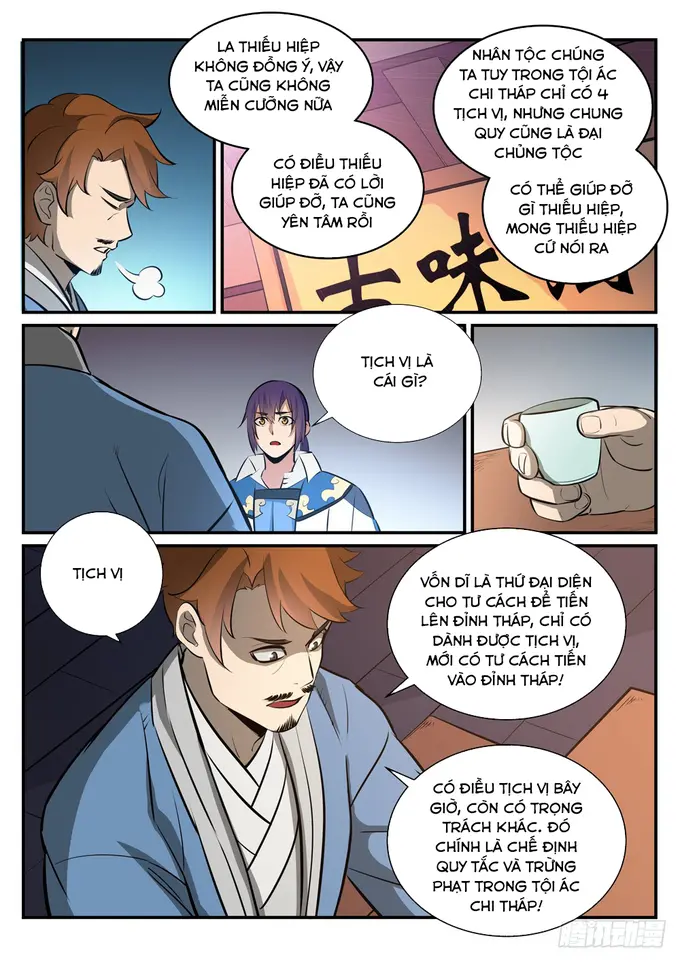 LA THIẾU HIỆP
KHÔNG ĐỒNG Ý, VẬY
TA CŨNG KHÔNG
MIỄN CƯỠNG NỮA
CÓ ĐIỀU THIẾU
HIỆP ĐÃ CÓ LỜI
GIÚP ĐỠ, TA CŨNG
YÊN TÂM RỒI
NHÂN TỘC CHÚNG
TA TUY TRONG TỘI ÁC
CHI THÁP CHỈ CÓ 4
TỊCH VỊ, NHƯNG CHUNG
QUY CŨNG LÀ ĐẠI
CHỦNG TỘC
CÓ THỂ GIÚP ĐỠ
GÌ THIẾU HIỆP,
MONG THIẾU HIỆP
CỨ NÓI RA
味
TỊCH VỊ LÀ
CÁI GÌ?
TỊCH VỊ
VỐN DĨ LÀ THỨ ĐẠI DIỆN
CHO TƯ CÁCH ĐỂ TIẾN
LÊN ĐỈNH THÁP, CHỈ CÓ
DÀNH ĐƯỢC TỊCH VỊ,
MỚI CÓ TƯ CÁCH TIẾN
VÀO ĐỈNH THÁP!
CÓ ĐIỀU TỊCH VỊ BÂY
GIỜ, CÒN CÓ TRỌNG
TRÁCH KHÁC. ĐÓ
CHÍNH LÀ CHẾ ĐỊNH
QUY TẮC VÀ TRỪNG
PHẠT TRONG TỘI ÁC
CHI THÁP!
腾讯动漫